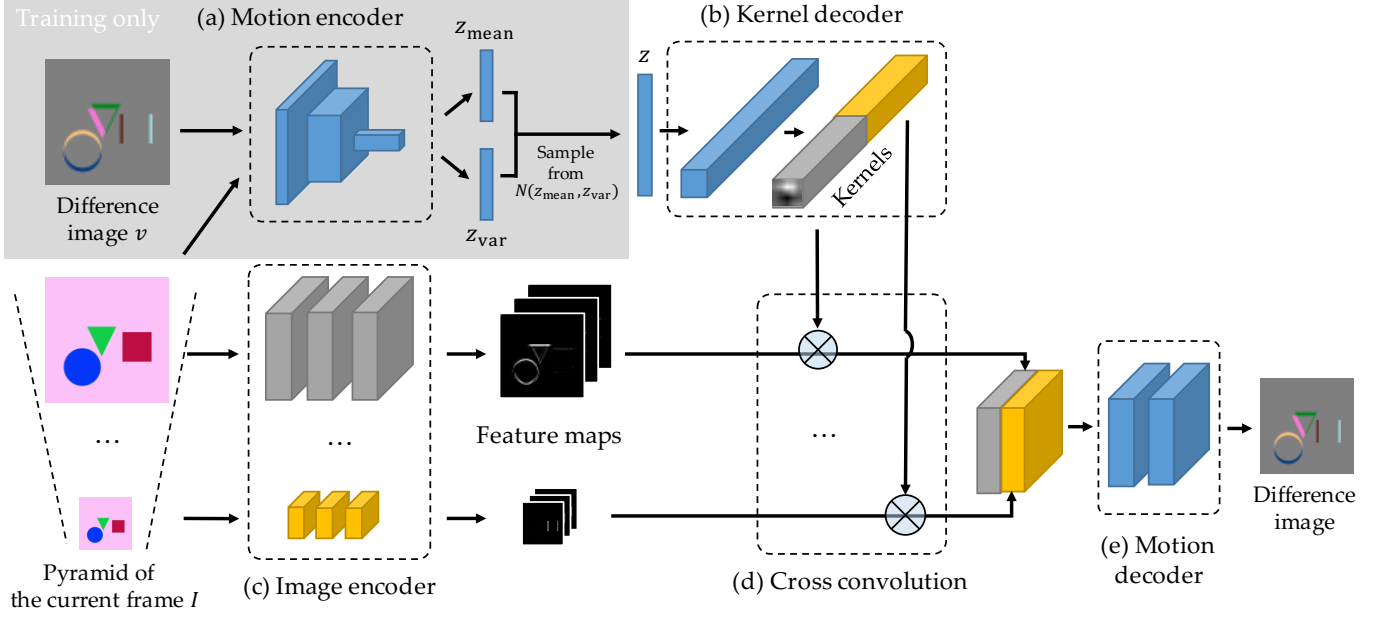 Training only
(a) Motion encoder
(b) Kernel decoder
z_mean
z
Sample
from
N(z_mean, z_var)
Kernels
Difference
image v
z_var
…
…
Feature maps
…
Difference
image
Pyramid of
the current frame I
(c) Image encoder
(d) Cross convolution
(e) Motion
decoder